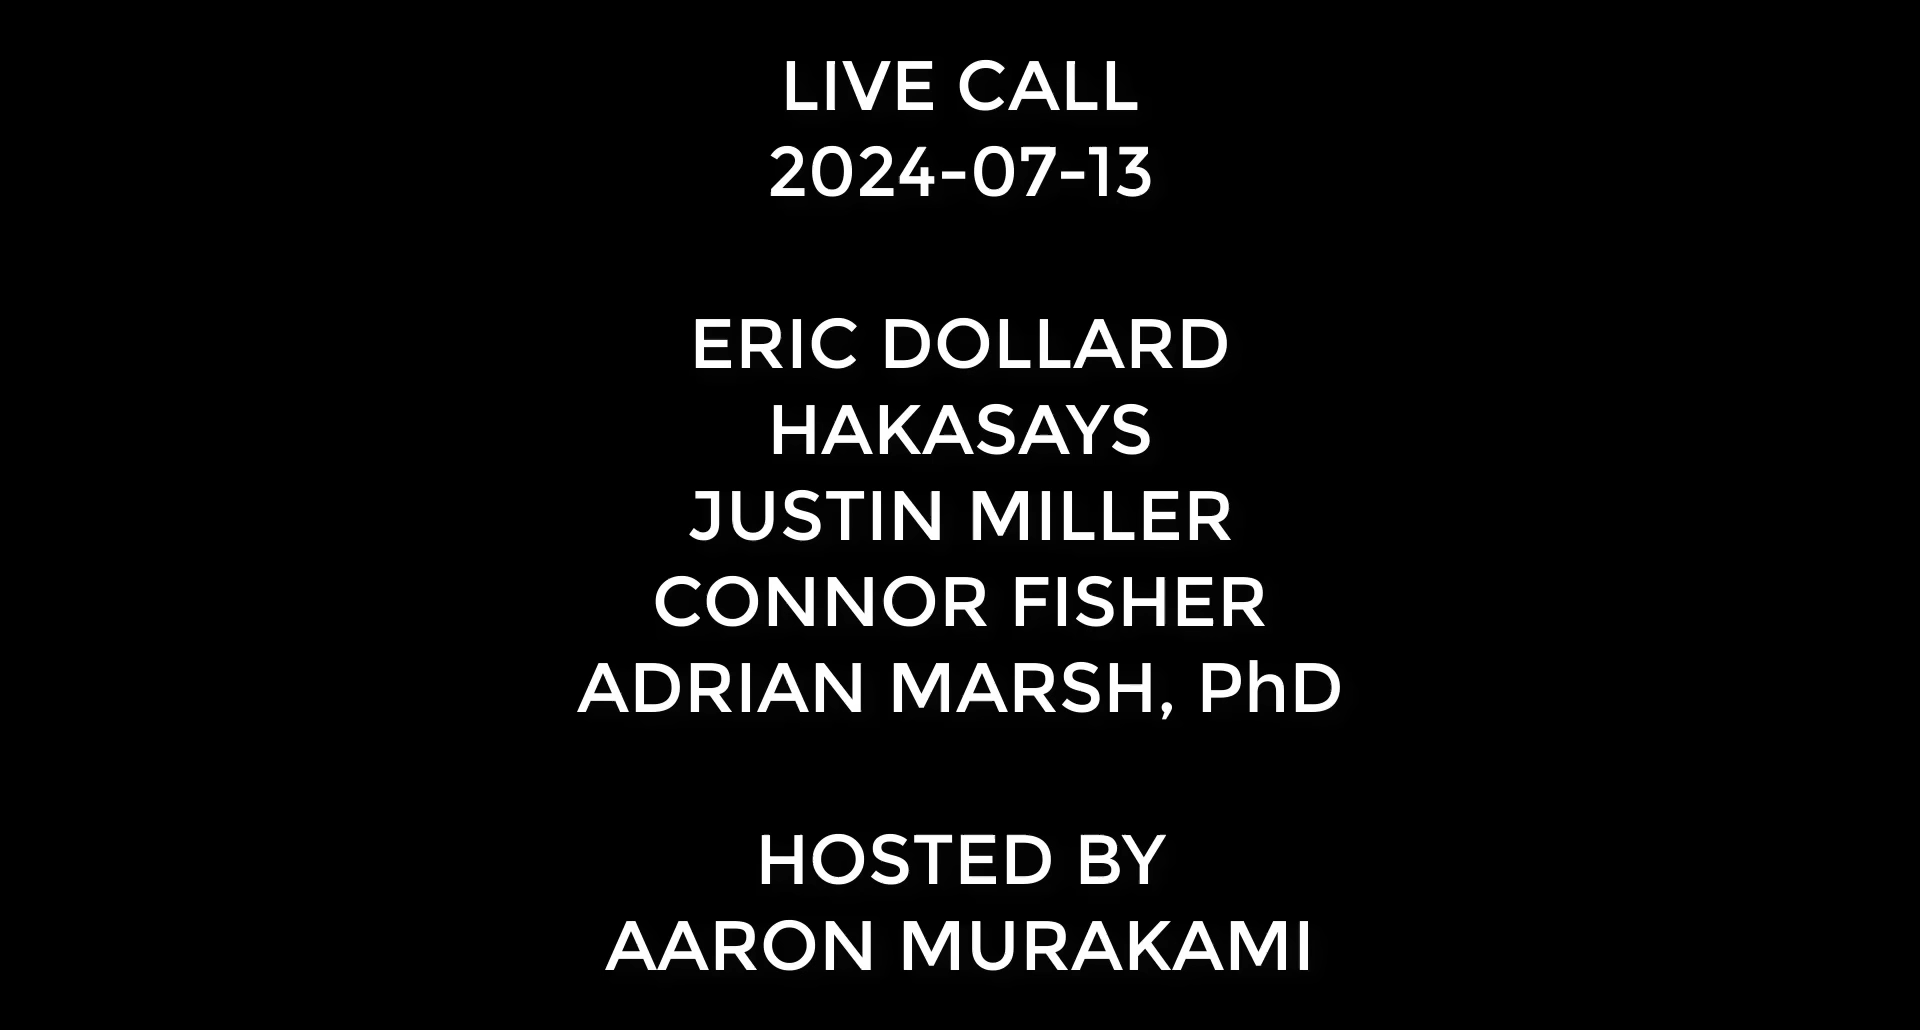 LIVE CALL
2024-07-13
ERIC DOLLARD
HAKASAYS
JUSTIN MILLER
CONNOR FISHER
ADRIAN MARSH, PhD
HOSTED BY
AARON MURAKAMI